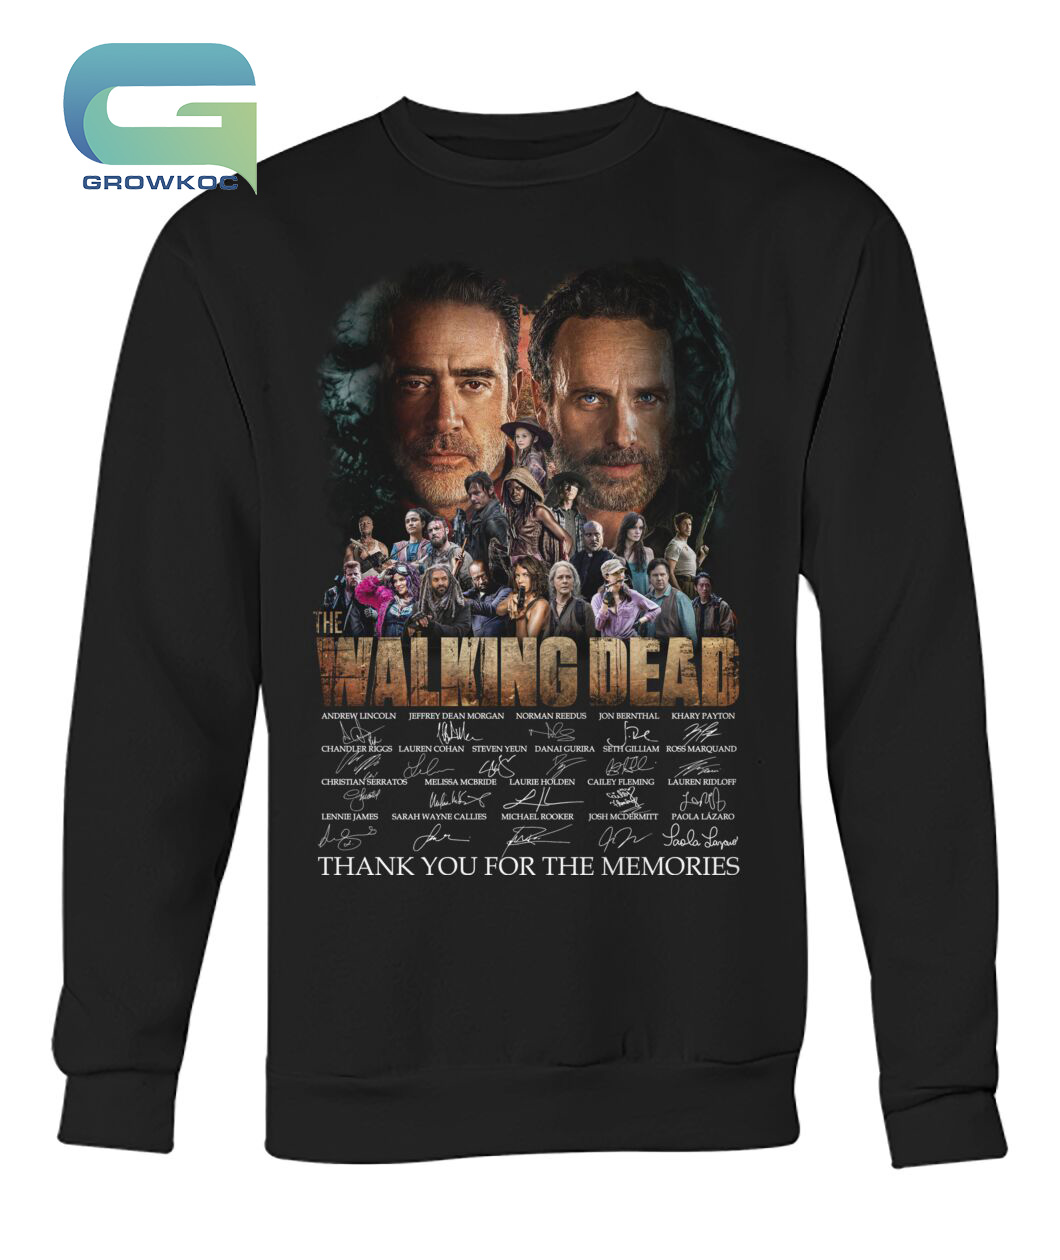 GROWKOC
THE
WALKING DEAD
ANDREW LINCOLN JEFFREY DEAN MORGAN NORMAN REEDUS JON BERNTHAL KHARY PAYTON
CHANDLER RIGGS LAUREN COHAN STEVEN YEUN DANAI GURIRA SETH GILLIAM ROSS MARQUAND
CHRISTIAN SERRATOS MELISSA MCBRIDE LAURIE HOLDEN CAILEY FLEMING LAUREN RIDLOFF
LENNIE JAMES SARAH WAYNE CALLIES MICHAEL ROOKER JOSH MCDERMITT PAOLA LÁZARO
Paola Lázaro
THANK YOU FOR THE MEMORIES